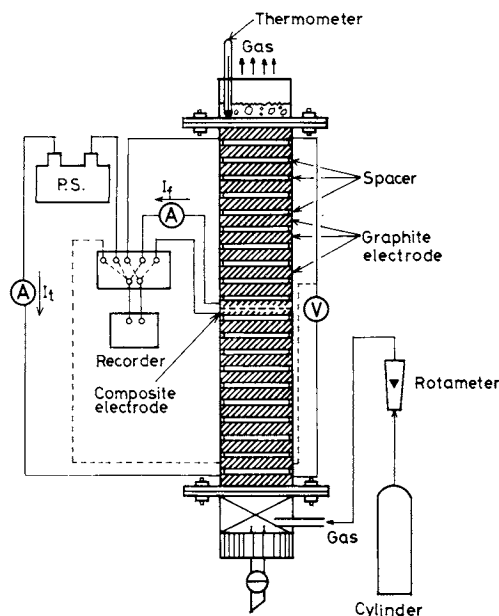 Thermometer
Gas
P.S.
I_f
A
Spacer
Graphite
electrode
A
I_t
V
Recorder
Composite
electrode
Rotameter
Gas
Cylinder